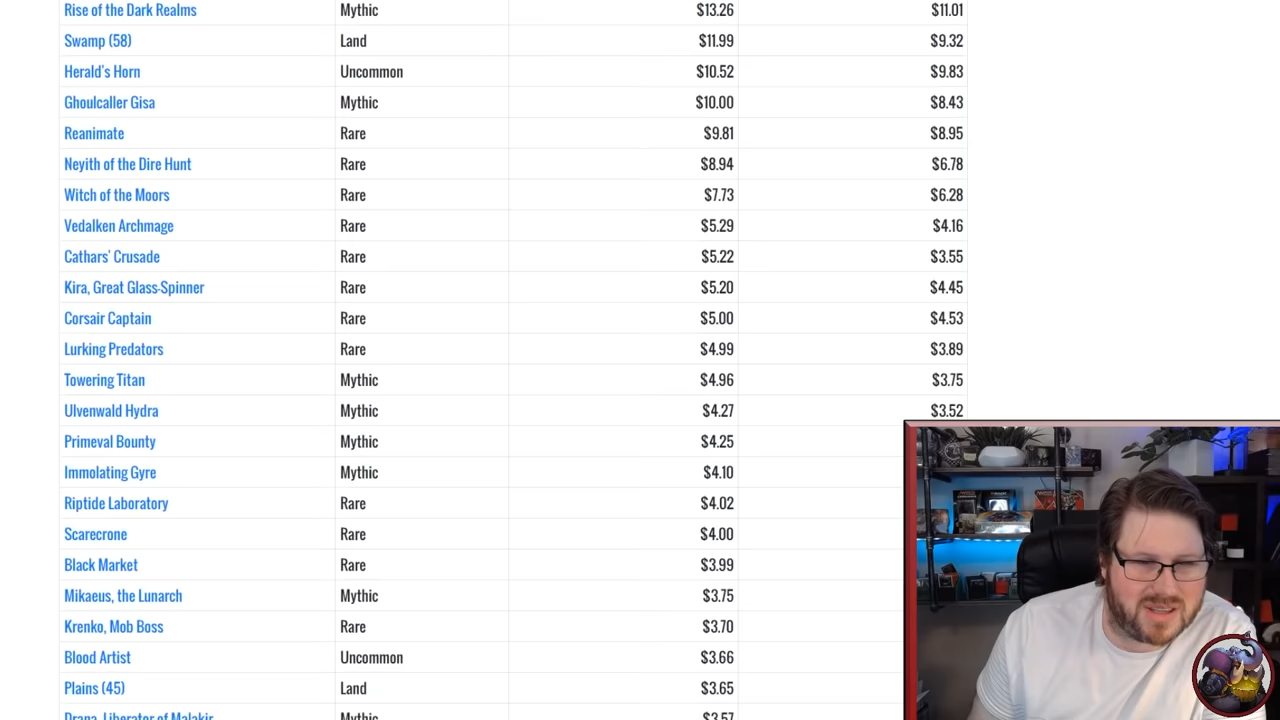 Rise of the Dark Realms Mythic $13.26 $11.01
Swamp (58) Land $11.99 $9.32
Herald's Horn Uncommon $10.52 $9.83
Ghoulcaller Gisa Mythic $10.00 $8.43
Reanimate Rare $9.81 $8.95
Neyith of the Dire Hunt Rare $8.94 $6.78
Witch of the Moors Rare $7.73 $6.28
Vedalken Archmage Rare $5.29 $4.16
Cathars' Crusade Rare $5.22 $3.55
Kira, Great Glass-Spinner Rare $5.20 $4.45
Corsair Captain Rare $5.00 $4.53
Lurking Predators Rare $4.99 $3.89
Towering Titan Mythic $4.96 $3.75
Ulvenwald Hydra Mythic $4.27 $3.52
Primeval Bounty Mythic $4.25
Immolating Gyre Mythic $4.10
Riptide Laboratory Rare $4.02
Scarecrone Rare $4.00
Black Market Rare $3.99
Mikaeus, the Lunarch Mythic $3.75
Krenko, Mob Boss Rare $3.70
Blood Artist Uncommon $3.66
Plains (45) Land $3.65
Drana, Liberator of Malakir Mythic $3.57